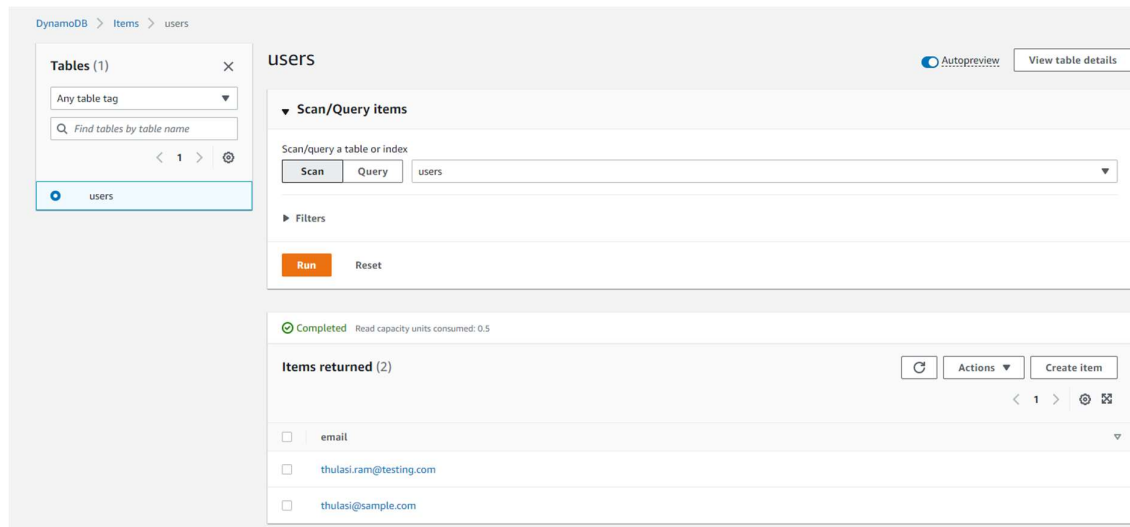 DynamoDB > Items > users
Tables (1)
Any table tag
Find tables by table name
< 1 >
users
users
Autopreview View table details
Scan/Query items
Scan/query a table or index
Scan Query users
Filters
Run Reset
Completed Read capacity units consumed: 0.5
Items returned (2)
Actions Create item
< 1 >
email
thulasi.ram@testing.com
thulasi@sample.com